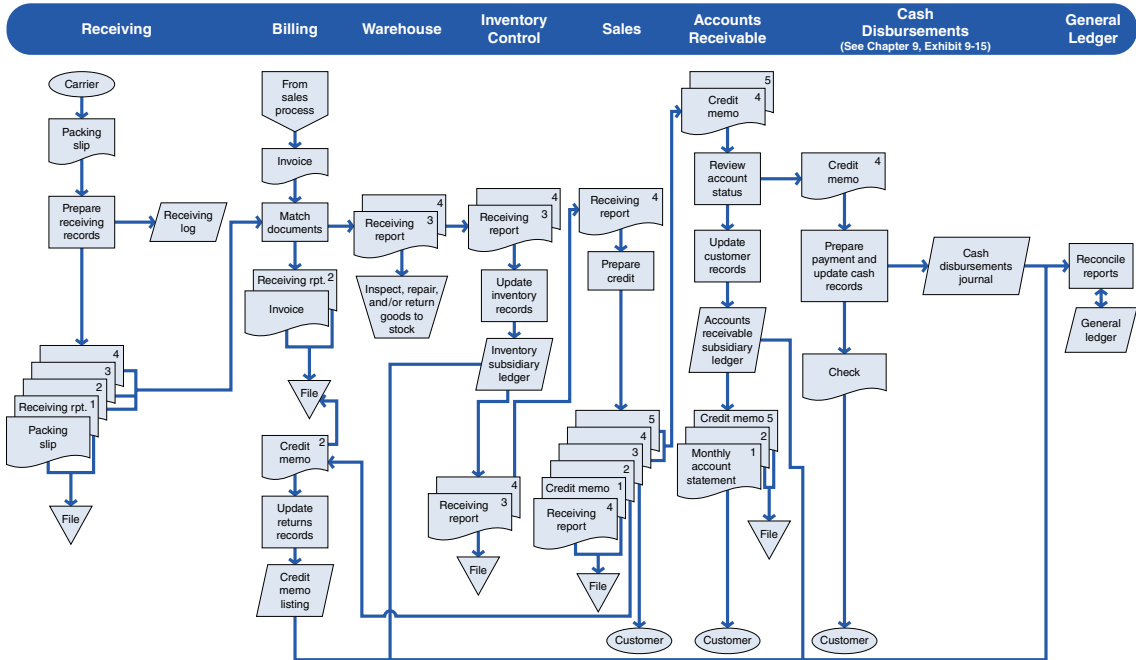 Receiving
Billing
Warehouse
Inventory
Control
Sales
Accounts
Receivable
Cash
Disbursements
(See Chapter 9, Exhibit 9-15)
General
Ledger
Carrier
Packing
slip
Prepare
receiving
records
Receiving
log
4
3
2
Receiving rpt. 1
Packing
slip
File
From
sales
process
Invoice
Match
documents
Receiving rpt. 2
Invoice
File
Credit
memo
2
Update
returns
records
Credit
memo
listing
4
Receiving
report
3
Inspect, repair,
and/or return
goods to
stock
4
Receiving
report
3
Update
inventory
records
Inventory
subsidiary
ledger
4
Receiving
report
3
File
Receiving
report
4
Prepare
credit
5
4
3
2
Credit memo 1
Receiving
report
4
File
Customer
5
Credit
memo
4
Review
account
status
Update
customer
records
Accounts
receivable
subsidiary
ledger
Credit memo 5
2
Monthly
account
statement
1
File
Customer
Credit
memo
4
Prepare
payment and
update cash
records
Check
Customer
Cash
disbursements
journal
Reconcile
reports
General
ledger